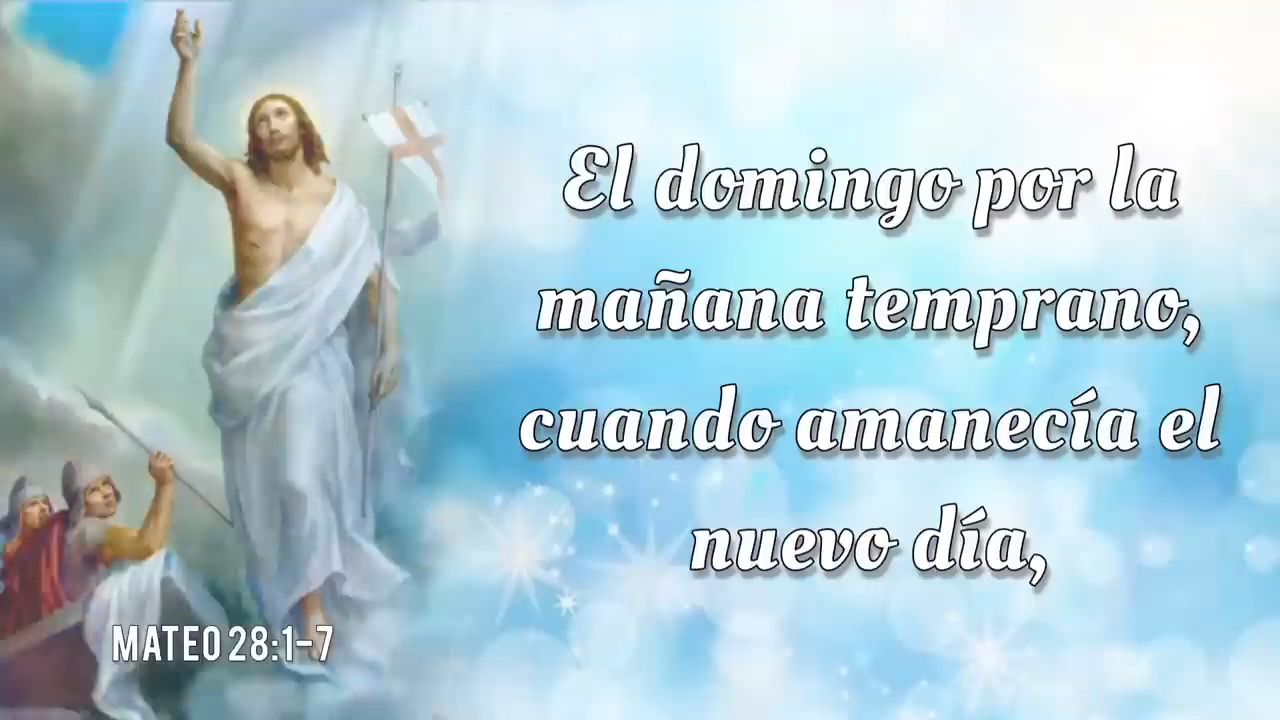 El domingo por la
mañana temprano,
cuando amanecía el
nuevo día,
MATEO 28:1-7